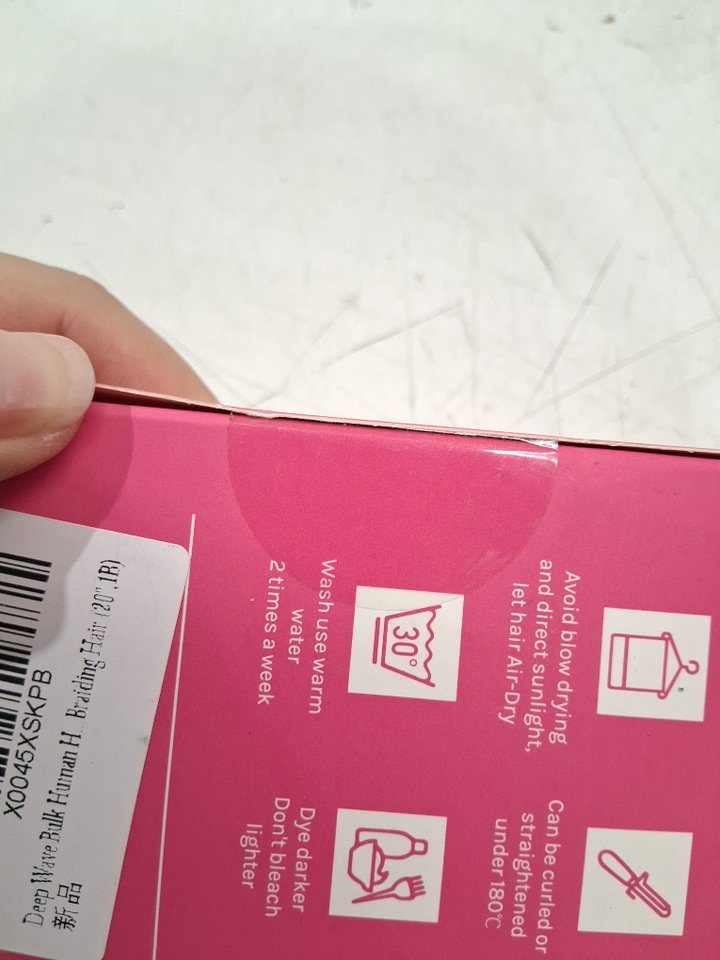 Avoid blow drying
and direct sunlight,
let hair Air-Dry
Can be curled or
straightened
under 180℃
30°
Wash use warm
water
2 times a week
Dye darker
Don't bleach
lighter
X0045XSKPB
Deep Wave Bulk Human H...Braiding Hair (20",1B)
新品